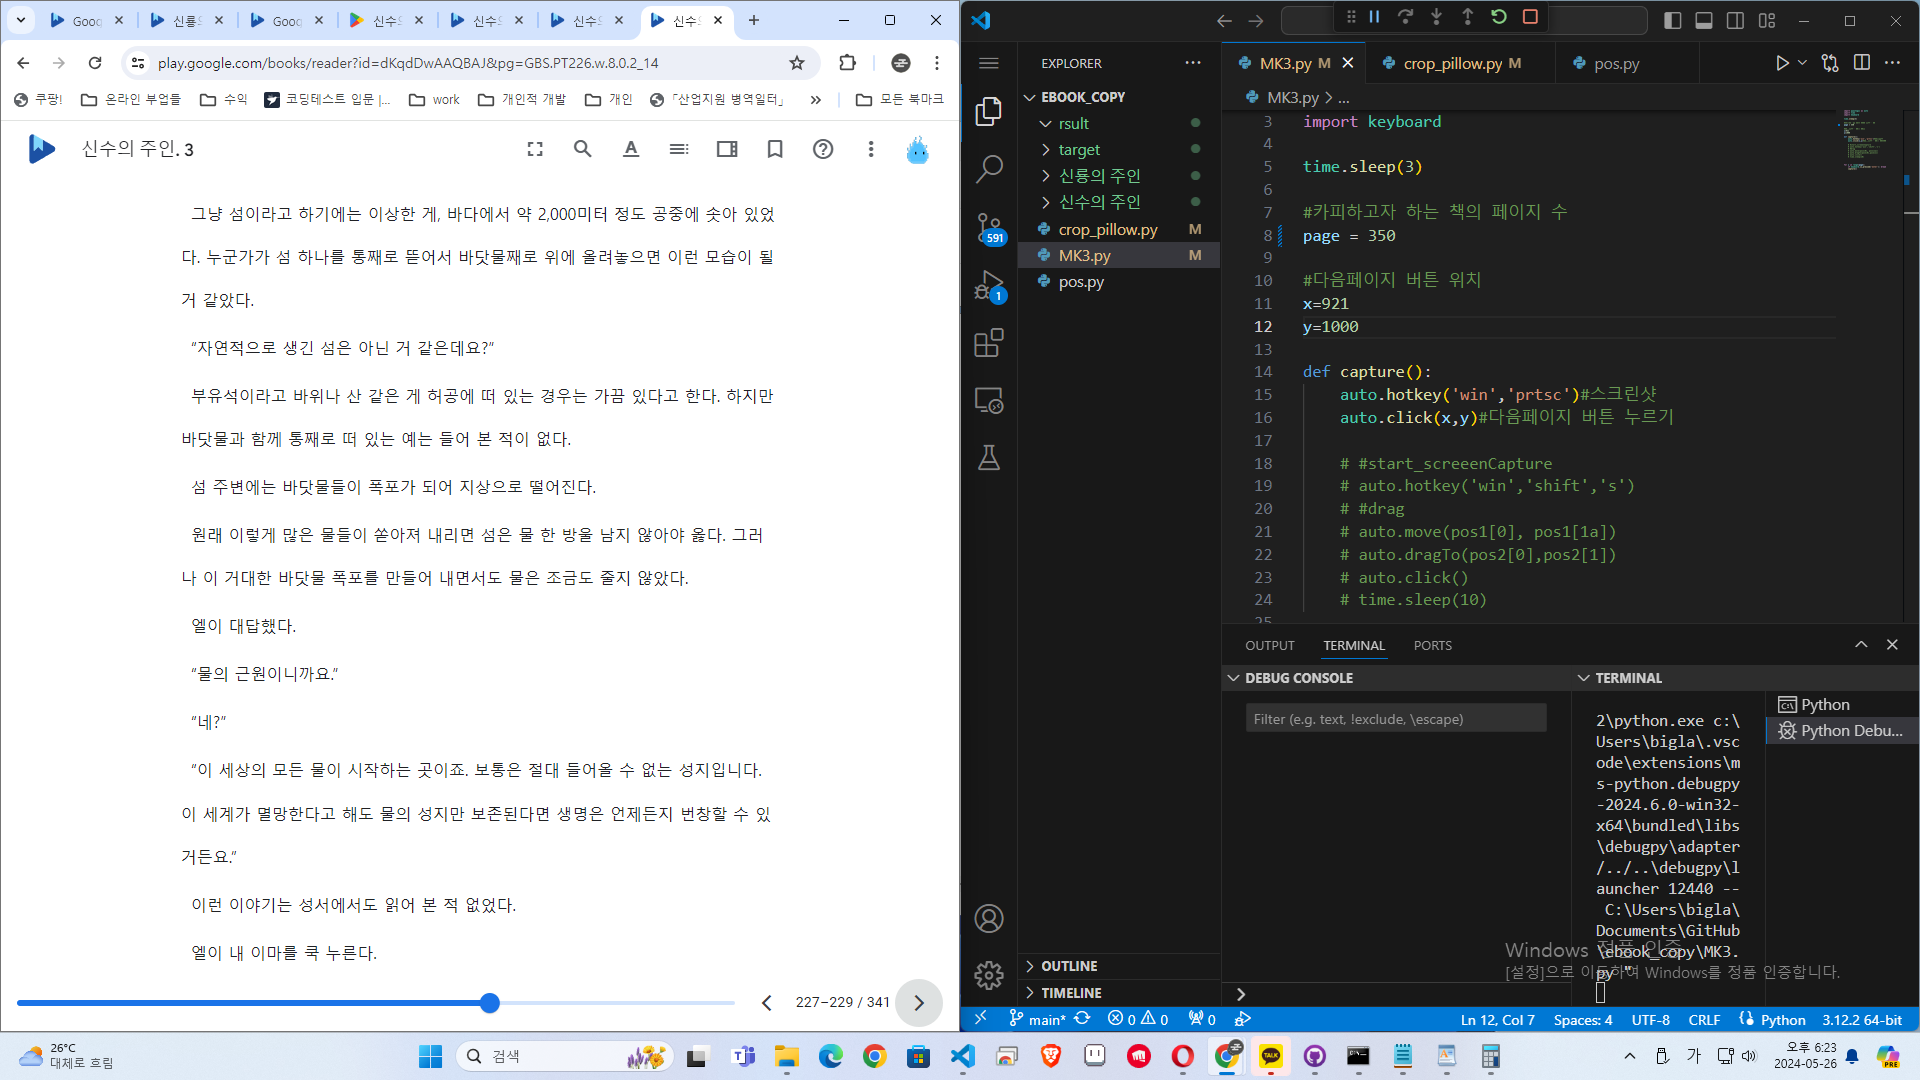 Goog
신룡의
Goog
신수의
신수의
신수의
신수의
play.google.com/books/reader?id=dKqdDwAAQBAJ&pg=GBS.PT226.w.8.0.2_14
쿠팡!
온라인 부업들
수익
코딩테스트 입문 |...
work
개인적 개발
개인
「산업지원 병역일터」
»
모든 북마크
신수의 주인. 3
그냥 섬이라고 하기에는 이상한 게, 바다에서 약 2,000미터 정도 공중에 솟아 있었
다. 누군가가 섬 하나를 통째로 뜯어서 바닷물째로 위에 올려놓으면 이런 모습이 될
거 같았다.
“자연적으로 생긴 섬은 아닌 거 같은데요?”
부유석이라고 바위나 산 같은 게 허공에 떠 있는 경우는 가끔 있다고 한다. 하지만
바닷물과 함께 통째로 떠 있는 예는 들어 본 적이 없다.
섬 주변에는 바닷물들이 폭포가 되어 지상으로 떨어진다.
원래 이렇게 많은 물들이 쏟아져 내리면 섬은 물 한 방울 남지 않아야 옳다. 그러
나 이 거대한 바닷물 폭포를 만들어 내면서도 물은 조금도 줄지 않았다.
엘이 대답했다.
“물의 근원이니까요.”
“네?”
“이 세상의 모든 물이 시작하는 곳이죠. 보통은 절대 들어올 수 없는 성지입니다.
이 세계가 멸망한다고 해도 물의 성지만 보존된다면 생명은 언제든지 번창할 수 있
거든요.”
이런 이야기는 성서에서도 읽어 본 적 없었다.
엘이 내 이마를 쿡 누른다.
227–229 / 341
EXPLORER
EBOOK_COPY
rsult
target
신룡의 주인
신수의 주인
crop_pillow.py M
MK3.py M
pos.py
591
1
OUTLINE
TIMELINE
MK3.py M
crop_pillow.py M
pos.py
MK3.py > ...
3 import keyboard
4
5 time.sleep(3)
6
7 #카피하고자 하는 책의 페이지 수
8 page = 350
9
10 #다음페이지 버튼 위치
11 x=921
12 y=1000
13
14 def capture():
15 auto.hotkey('win','prtsc')#스크린샷
16 auto.click(x,y)#다음페이지 버튼 누르기
17
18 # #start_screeenCapture
19 # auto.hotkey('win','shift','s')
20 # #drag
21 # auto.move(pos1[0], pos1[1a])
22 # auto.dragTo(pos2[0],pos2[1])
23 # auto.click()
24 # time.sleep(10)
25
OUTPUT
TERMINAL
PORTS
DEBUG CONSOLE
Filter (e.g. text, !exclude, \escape)
TERMINAL
2\python.exe c:\
Users\bigla\.vsc
ode\extensions\m
s-python.debugpy
-2024.6.0-win32-
x64\bundled\libs
\debugpy\adapter
/../..\debugpy\l
auncher 12440 --
C:\Users\bigla\
Documents\GitHub
\ebook_copy\MK3.
py "
Python
Python Debu...
Windows 정품 인증
[설정]으로 이동하여 Windows를 정품 인증합니다.
main*
0
0
0
Ln 12, Col 7
Spaces: 4
UTF-8
CRLF
Python
3.12.2 64-bit
26°C
대체로 흐림
검색
TALK
PRE
가
오후 6:23
2024-05-26